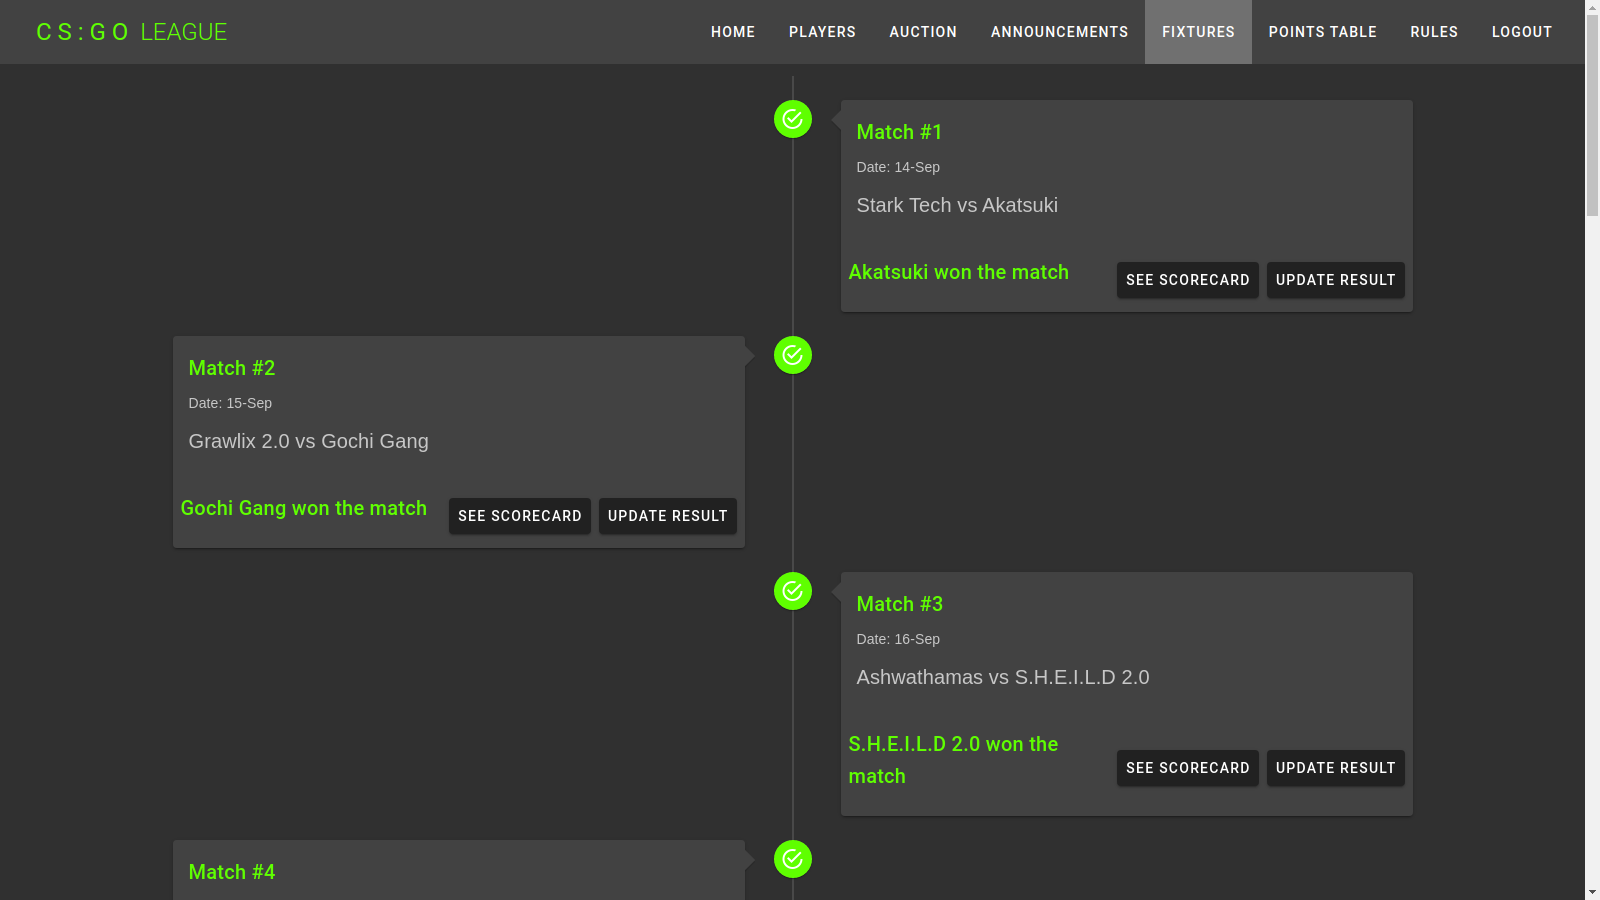 CS:GO LEAGUE
HOME PLAYERS AUCTION ANNOUNCEMENTS FIXTURES POINTS TABLE RULES LOGOUT
Match #1
Date: 14-Sep
Stark Tech vs Akatsuki
Akatsuki won the match
SEE SCORECARD UPDATE RESULT
Match #2
Date: 15-Sep
Grawlix 2.0 vs Gochi Gang
Gochi Gang won the match
SEE SCORECARD UPDATE RESULT
Match #3
Date: 16-Sep
Ashwathamas vs S.H.E.I.L.D 2.0
S.H.E.I.L.D 2.0 won the
match
SEE SCORECARD UPDATE RESULT
Match #4